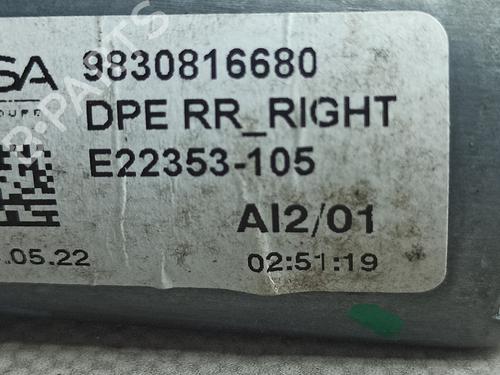 SA 9830816680
DPE RR_RIGHT
E22353-105
AI2/01
.05.22 02:51:19